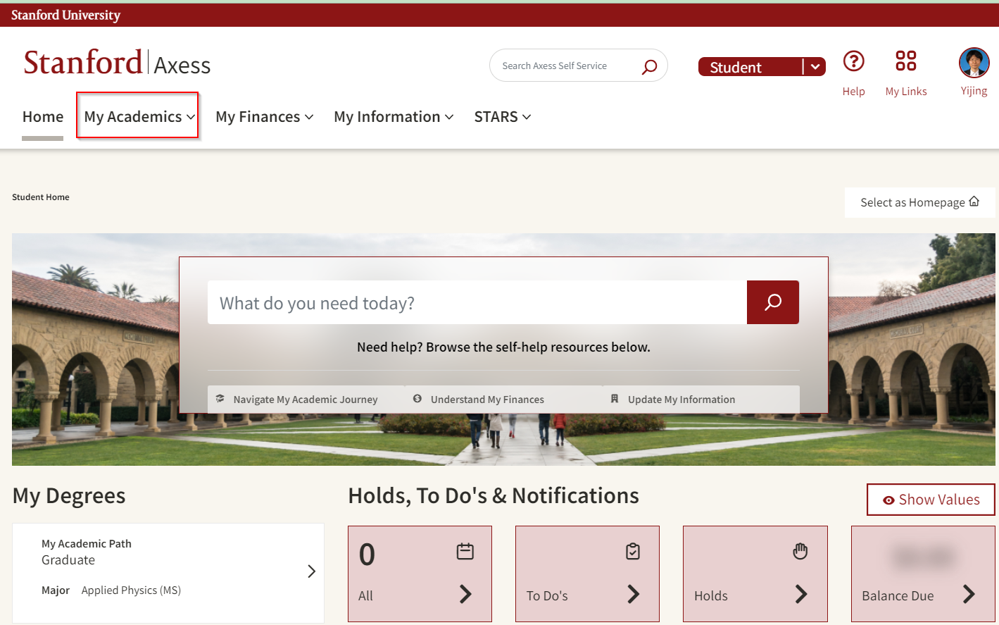 Stanford University
Stanford Axess
Search Axess Self Service
Student
Help
My Links
Yijing
Home
My Academics
My Finances
My Information
STARS
Student Home
Select as Homepage
What do you need today?
Need help? Browse the self-help resources below.
Navigate My Academic Journey
Understand My Finances
Update My Information
My Degrees
Holds, To Do's & Notifications
Show Values
My Academic Path
Graduate
Major Applied Physics (MS)
0
All
To Do's
Holds
Balance Due